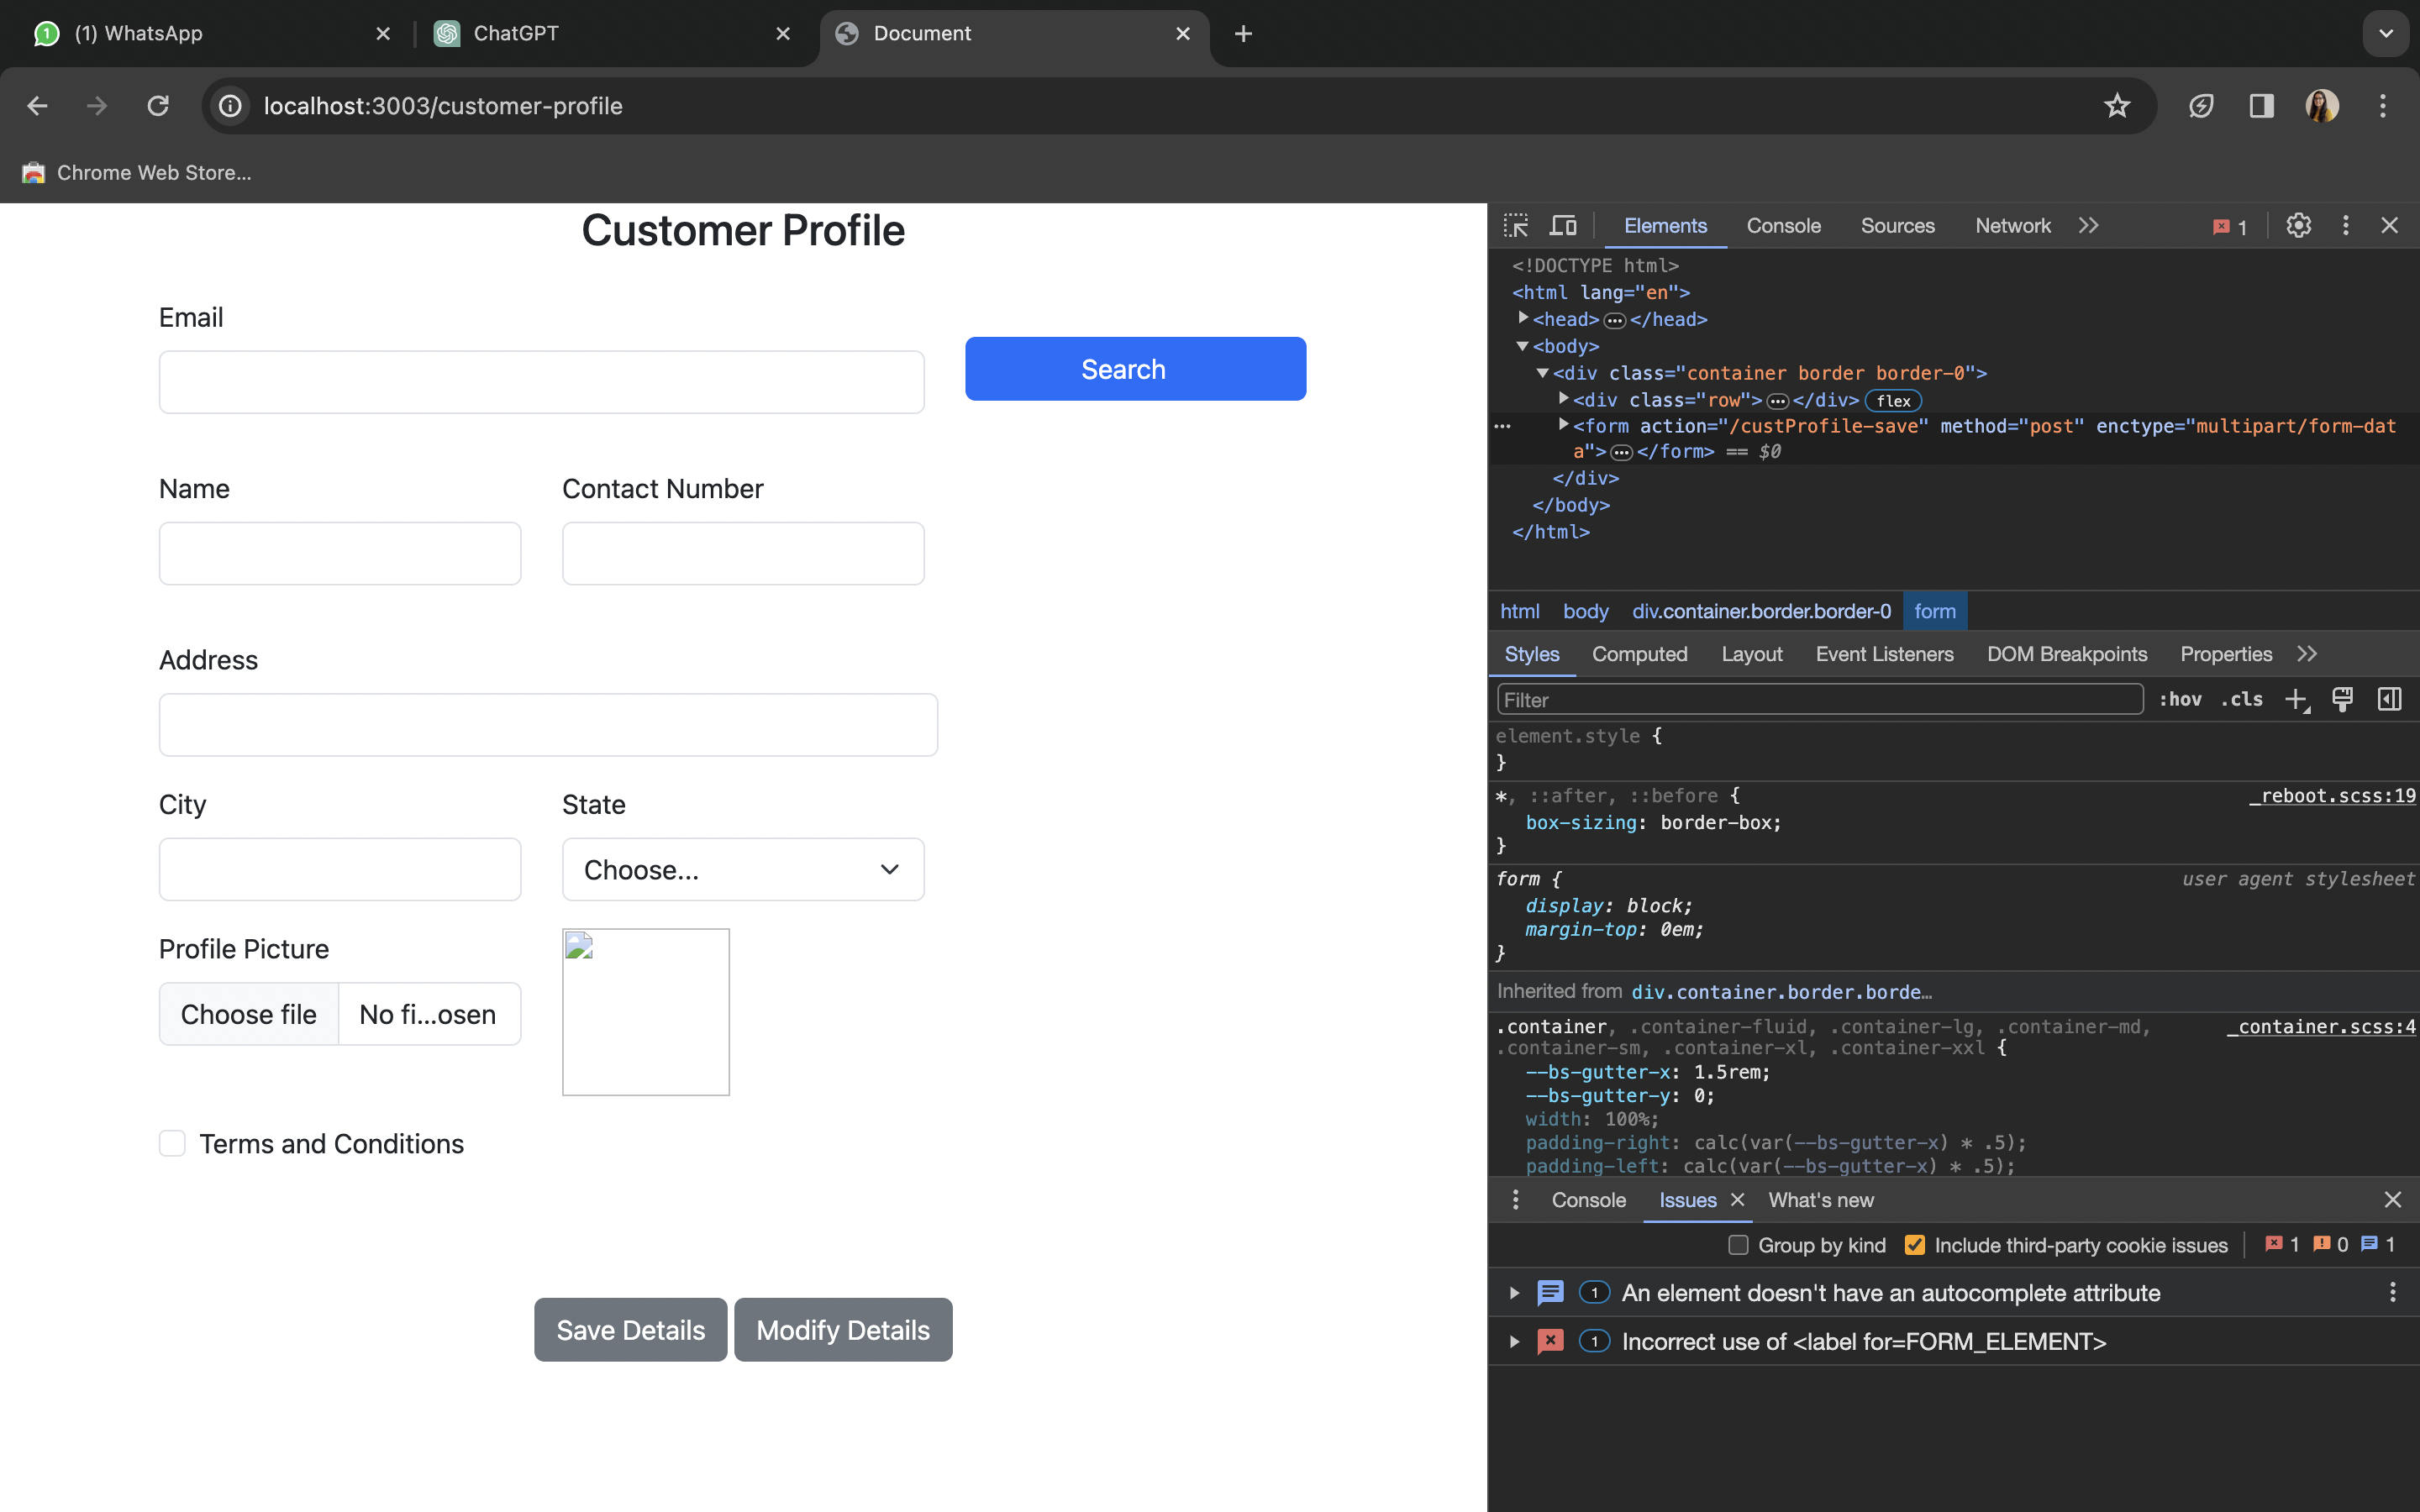 1 (1) WhatsApp
ChatGPT
Document
localhost:3003/customer-profile
Chrome Web Store...
Customer Profile
Email
Search
Name Contact Number
Address
City State
Choose...
Profile Picture
Choose file No fi...osen
Terms and Conditions
Save Details Modify Details
Elements Console Sources Network 1
<!DOCTYPE html>
<html lang="en">
<head>…</head>
<body>
<div class="container border border-0">
<div class="row">…</div> flex
… <form action="/custProfile-save" method="post" enctype="multipart/form-dat
a">…</form> == $0
</div>
</body>
</html>
html body div.container.border.border-0 form
Styles Computed Layout Event Listeners DOM Breakpoints Properties
Filter :hov .cls
element.style {
}
*, ::after, ::before { _reboot.scss:19
box-sizing: border-box;
}
form { user agent stylesheet
display: block;
margin-top: 0em;
}
Inherited from div.container.border.borde…
.container, .container-fluid, .container-lg, .container-md, _container.scss:4
.container-sm, .container-xl, .container-xxl {
--bs-gutter-x: 1.5rem;
--bs-gutter-y: 0;
width: 100%;
padding-right: calc(var(--bs-gutter-x) * .5);
padding-left: calc(var(--bs-gutter-x) * .5);
Console Issues What's new
Group by kind Include third-party cookie issues 1 0 1
1 An element doesn't have an autocomplete attribute
1 Incorrect use of <label for=FORM_ELEMENT>